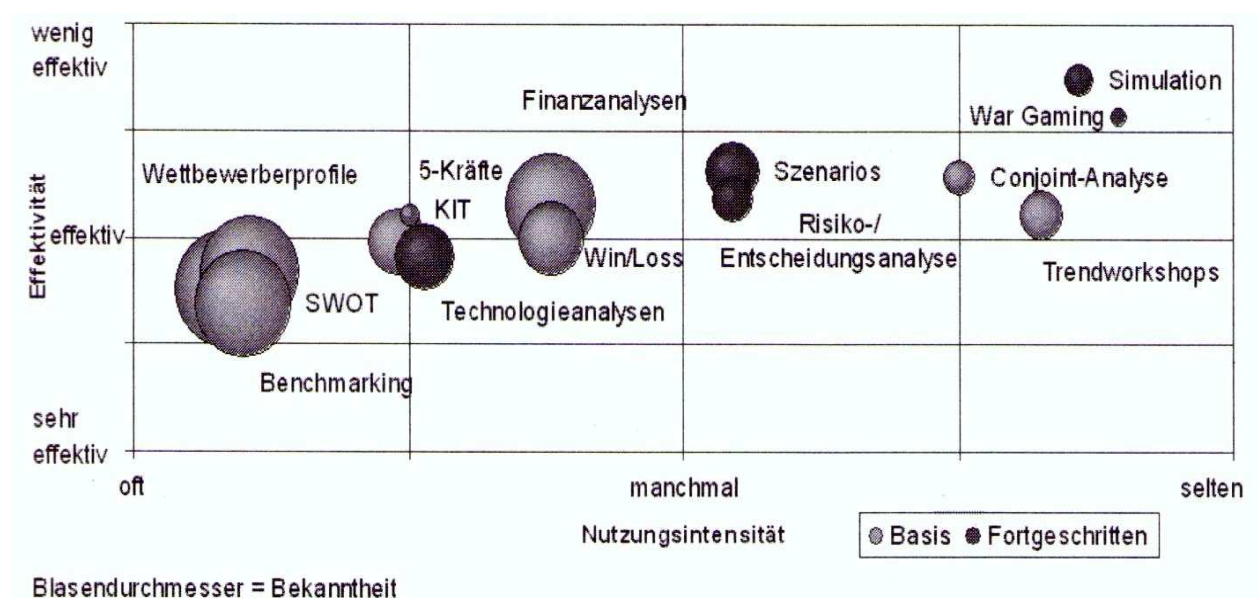 wenig
effektiv
Simulation
Finanzanalysen
War Gaming
Wettbewerberprofile
5-Kräfte
Szenarios
Conjoint-Analyse
KIT
Effektivität
effektiv
Risiko-/
Win/Loss
Entscheidungsanalyse
Trendworkshops
SWOT
Technologieanalysen
Benchmarking
sehr
effektiv
oft
manchmal
selten
Nutzungsintensität
Basis Fortgeschritten
Blasendurchmesser = Bekanntheit